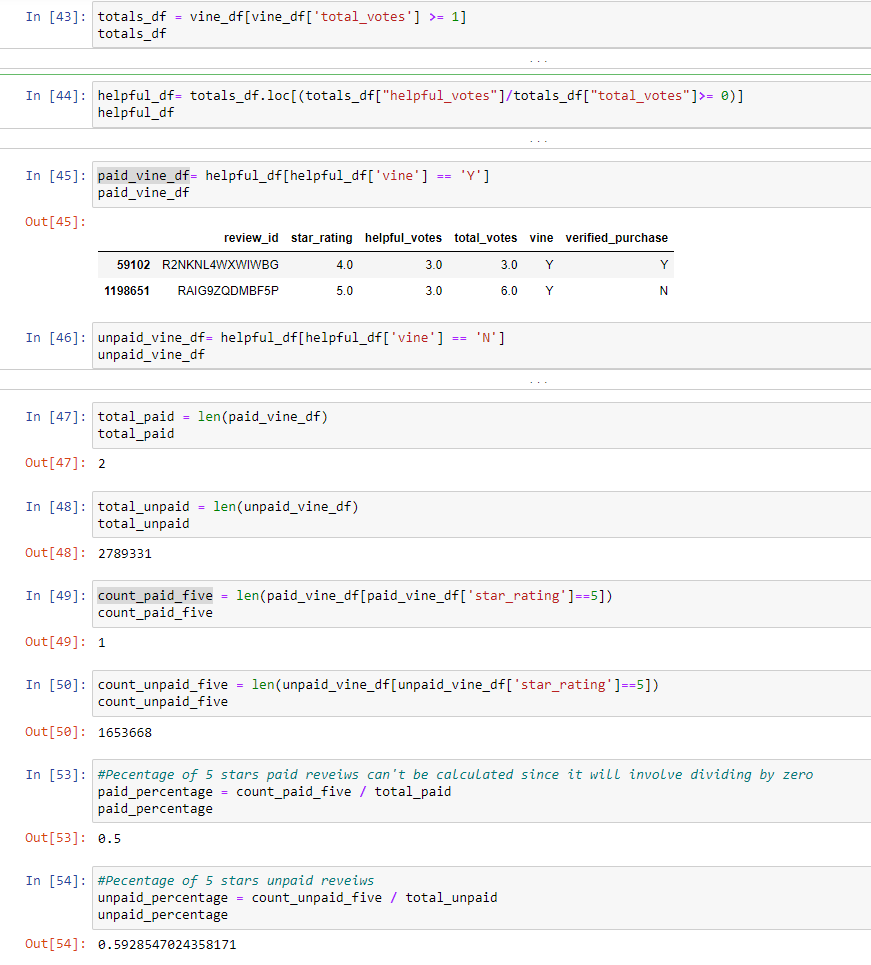 In [43]: totals_df = vine_df[vine_df['total_votes'] >= 1]
totals_df
...
In [44]: helpful_df= totals_df.loc[(totals_df["helpful_votes"]/totals_df["total_votes"]>= 0)]
helpful_df
...
In [45]: paid_vine_df= helpful_df[helpful_df['vine'] == 'Y']
paid_vine_df
Out[45]:
review_id star_rating helpful_votes total_votes vine verified_purchase
59102 R2NKNL4WXWIWBG 4.0 3.0 3.0 Y Y
1198651 RAIG9ZQDMBF5P 5.0 3.0 6.0 Y N
In [46]: unpaid_vine_df= helpful_df[helpful_df['vine'] == 'N']
unpaid_vine_df
...
In [47]: total_paid = len(paid_vine_df)
total_paid
Out[47]: 2
In [48]: total_unpaid = len(unpaid_vine_df)
total_unpaid
Out[48]: 2789331
In [49]: count_paid_five = len(paid_vine_df[paid_vine_df['star_rating']==5])
count_paid_five
Out[49]: 1
In [50]: count_unpaid_five = len(unpaid_vine_df[unpaid_vine_df['star_rating']==5])
count_unpaid_five
Out[50]: 1653668
In [53]: #Pecentage of 5 stars paid reveiws can't be calculated since it will involve dividing by zero
paid_percentage = count_paid_five / total_paid
paid_percentage
Out[53]: 0.5
In [54]: #Pecentage of 5 stars unpaid reveiws
unpaid_percentage = count_unpaid_five / total_unpaid
unpaid_percentage
Out[54]: 0.5928547024358171